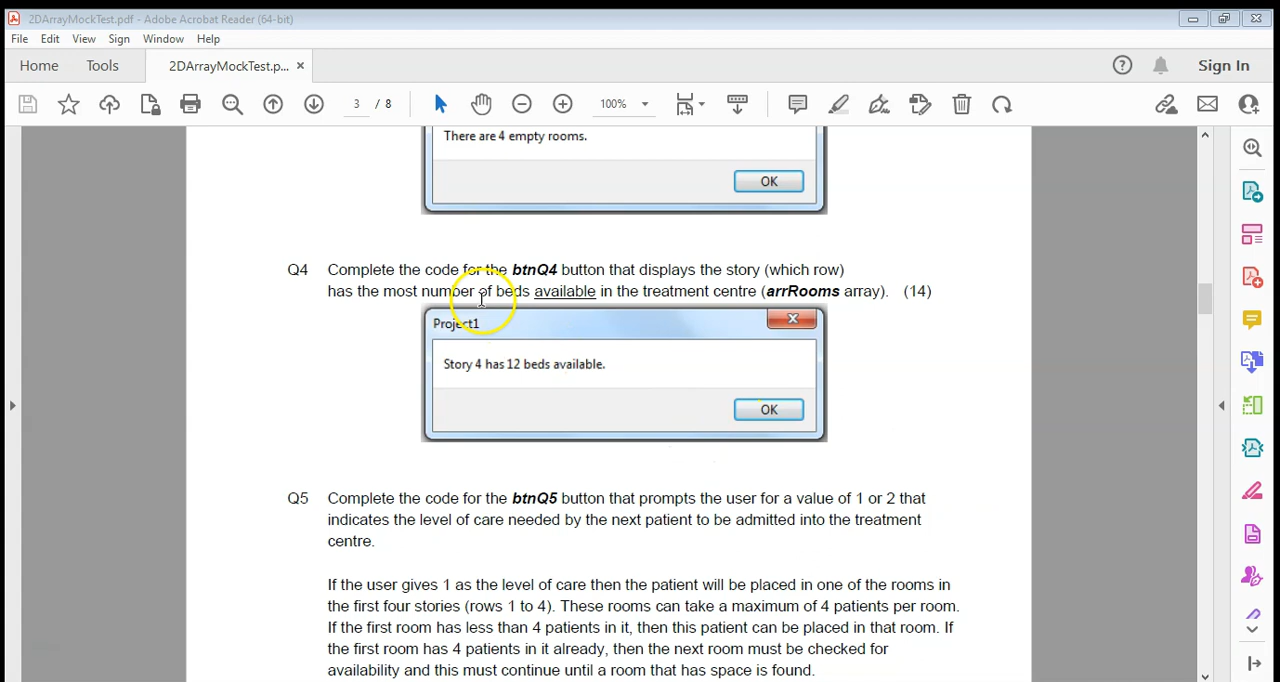 2DArrayMockTest.pdf - Adobe Acrobat Reader (64-bit)
File Edit View Sign Window Help
Home Tools 2DArrayMockTest.p... × Sign In
3 / 8 100%
There are 4 empty rooms.
OK
Q4 Complete the code for the btnQ4 button that displays the story (which row)
has the most number of beds available in the treatment centre (arrRooms array). (14)
Project1
Story 4 has 12 beds available.
OK
Q5 Complete the code for the btnQ5 button that prompts the user for a value of 1 or 2 that
indicates the level of care needed by the next patient to be admitted into the treatment
centre.
If the user gives 1 as the level of care then the patient will be placed in one of the rooms in
the first four stories (rows 1 to 4). These rooms can take a maximum of 4 patients per room.
If the first room has less than 4 patients in it, then this patient can be placed in that room. If
the first room has 4 patients in it already, then the next room must be checked for
availability and this must continue until a room that has space is found.